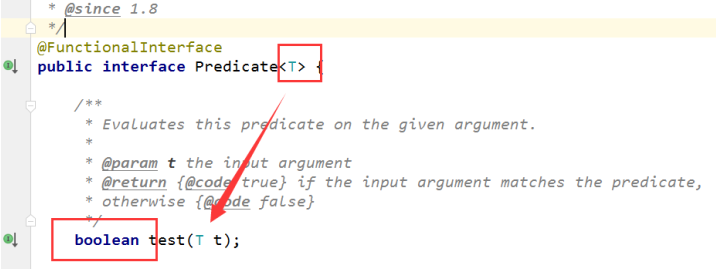 * @since 1.8
*/
@FunctionalInterface
public interface Predicate<T> {
/**
* Evaluates this predicate on the given argument.
*
* @param t the input argument
* @return {@code true} if the input argument matches the predicate,
* otherwise {@code false}
*/
boolean test(T t);